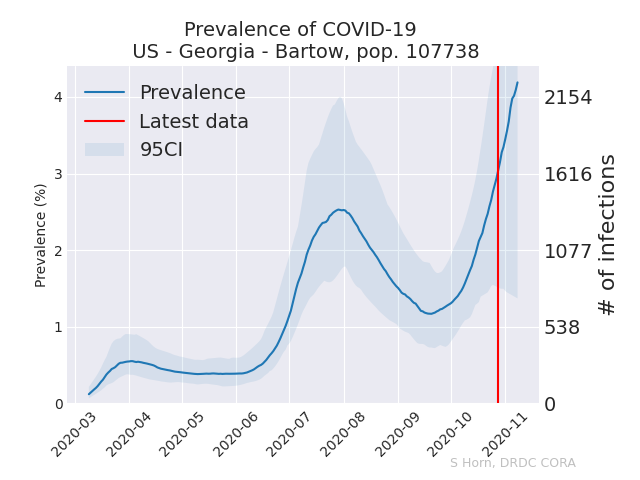 Prevalence of COVID-19
US - Georgia - Bartow, pop. 107738
Prevalence
Latest data
95CI
4
3
2
1
0
Prevalence (%)
2154
1616
1077
538
0
# of infections
2020-03
2020-04
2020-05
2020-06
2020-07
2020-08
2020-09
2020-10
2020-11
S Horn, DRDC CORA